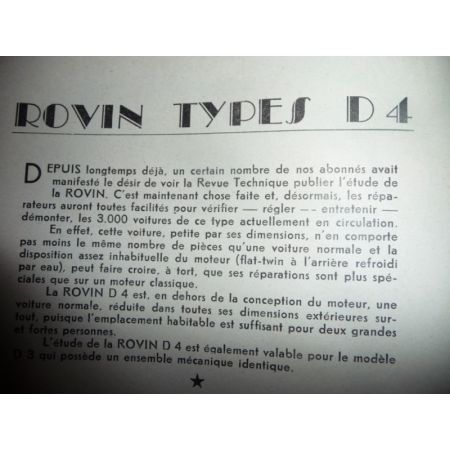 ROVIN TYPES D4
DEPUIS longtemps déjà, un certain nombre de nos abonnés avait
manifesté le désir de voir la Revue Technique publier l'étude de
la ROVIN. C'est maintenant chose faite et, désormais, les répa-
rateurs auront toutes facilités pour vérifier — régler -- entretenir —
démonter, les 3.000 voitures de ce type actuellement en circulation.
En effet, cette voiture, petite par ses dimensions, n'en comporte
pas moins le même nombre de pièces qu'une voiture normale et la
disposition assez inhabituelle du moteur (flat-twin à l'arrière refroidi
par eau), peut faire croire, à tort, que ses réparations sont plus spé-
ciales que sur un moteur classique.
La ROVIN D 4 est, en dehors de la conception du moteur, une
voiture normale, réduite dans toutes ses dimensions extérieures sur-
tout, puisque l'emplacement habitable est suffisant pour deux grandes
et fortes personnes.
L'étude de la ROVIN D 4 est également valable pour le modèle
D 3 qui possède un ensemble mécanique identique.